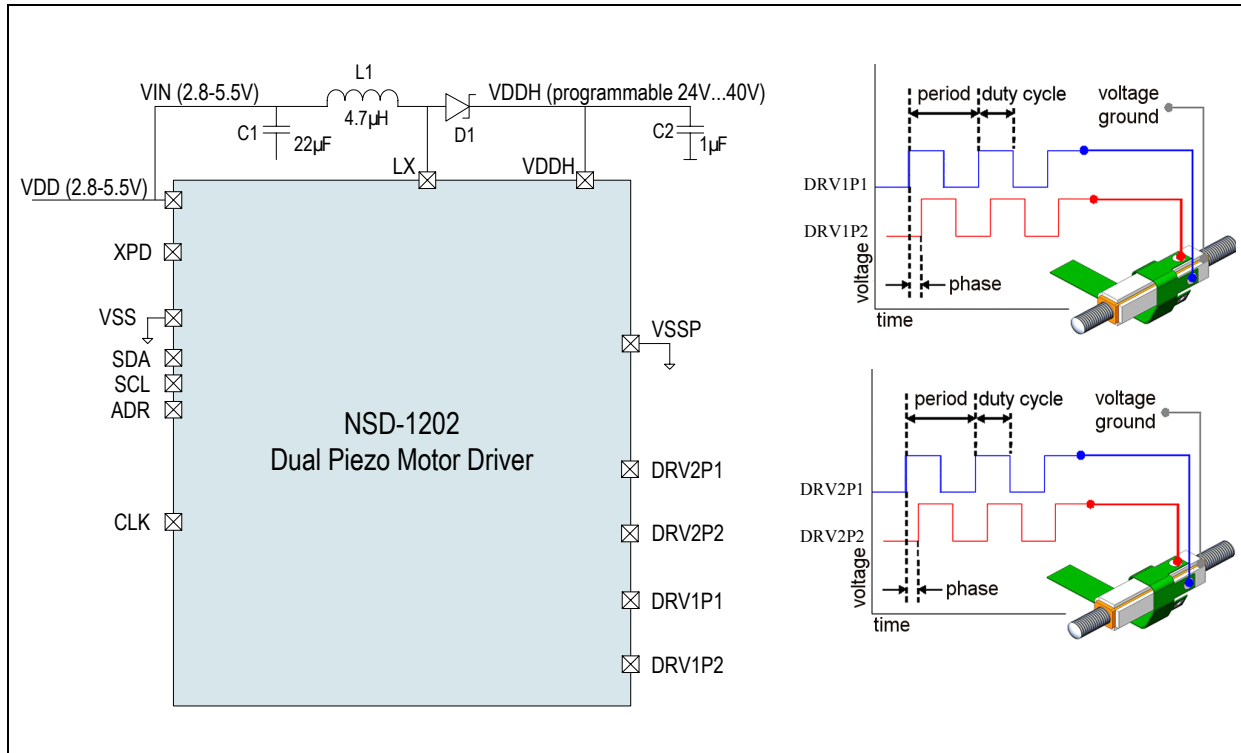 L1
VIN (2.8-5.5V)
VDDH (programmable 24V...40V)
4.7µH
C1
22µF
D1
C2
1µF
LX
VDDH
VDD (2.8-5.5V)
XPD
VSS
SDA
SCL
ADR
CLK
NSD-1202
Dual Piezo Motor Driver
VSSP
DRV2P1
DRV2P2
DRV1P1
DRV1P2
period
duty cycle
voltage
ground
DRV1P1
DRV1P2
voltage
phase
time
period
duty cycle
voltage
ground
DRV2P1
DRV2P2
voltage
phase
time